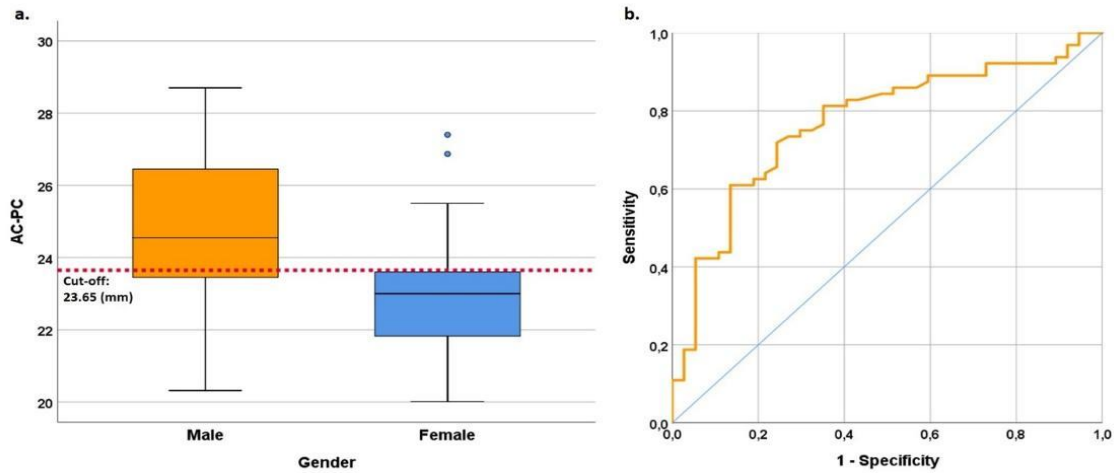 a.
30
28
26
24
22
20
AC-PC
Cut-off:
23.65 (mm)
Male
Female
Gender
b.
1,0
0,8
0,6
0,4
0,2
0,0
Sensitivity
0,0
0,2
0,4
0,6
0,8
1,0
1 - Specificity